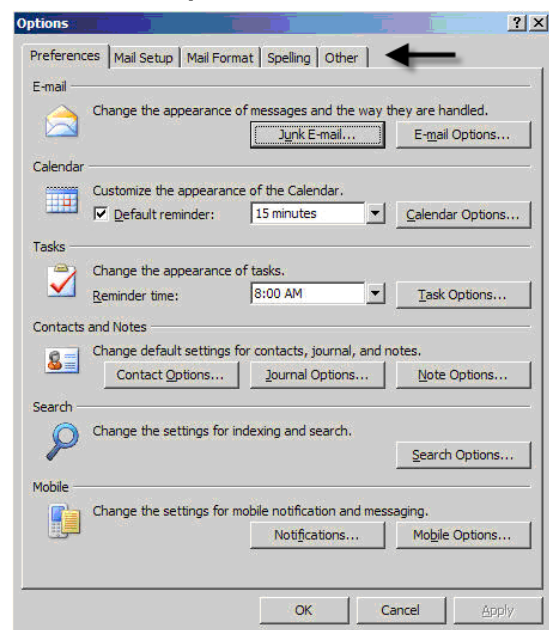 Options
Preferences Mail Setup Mail Format Spelling Other
E-mail
Change the appearance of messages and the way they are handled.
Junk E-mail... E-mail Options...
Calendar
Customize the appearance of the Calendar.
Default reminder: 15 minutes Calendar Options...
Tasks
Change the appearance of tasks.
Reminder time: 8:00 AM Task Options...
Contacts and Notes
Change default settings for contacts, journal, and notes.
Contact Options... Journal Options... Note Options...
Search
Change the settings for indexing and search.
Search Options...
Mobile
Change the settings for mobile notification and messaging.
Notifications... Mobile Options...
OK Cancel Apply